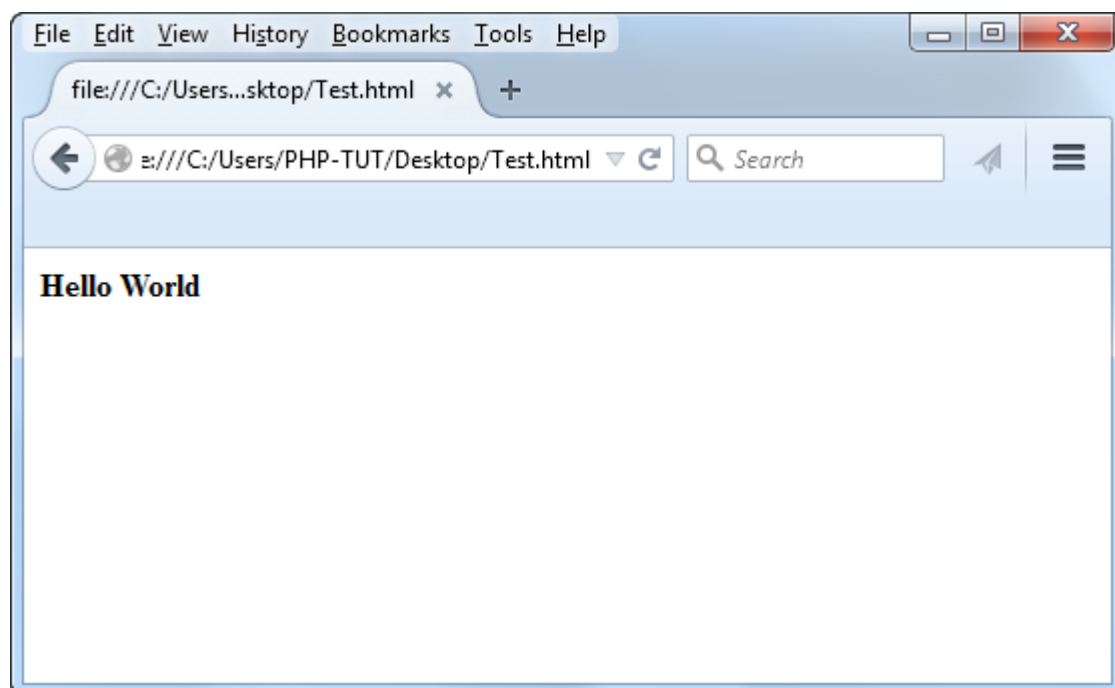 File Edit View History Bookmarks Tools Help
file:///C:/Users...sktop/Test.html
:///C:/Users/PHP-TUT/Desktop/Test.html Search
Hello World